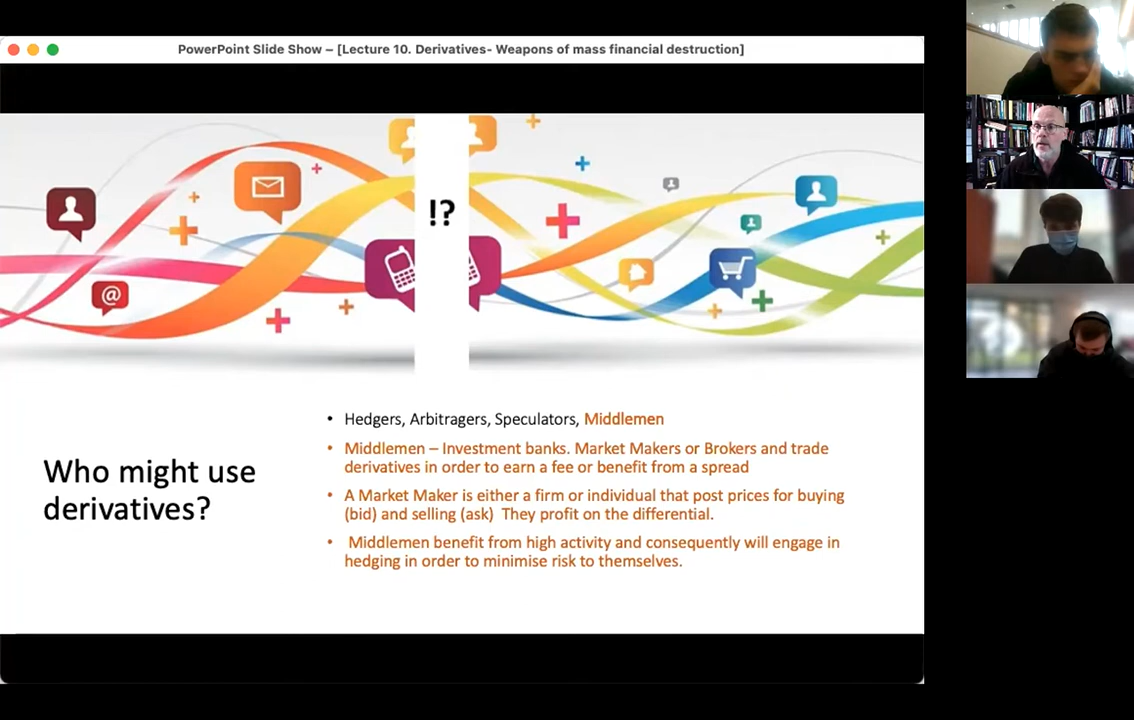 PowerPoint Slide Show – [Lecture 10. Derivatives- Weapons of mass financial destruction]
!?
@
Who might use
derivatives?
• Hedgers, Arbitragers, Speculators, Middlemen
• Middlemen – Investment banks. Market Makers or Brokers and trade
derivatives in order to earn a fee or benefit from a spread
• A Market Maker is either a firm or individual that post prices for buying
(bid) and selling (ask)  They profit on the differential.
• Middlemen benefit from high activity and consequently will engage in
hedging in order to minimise risk to themselves.